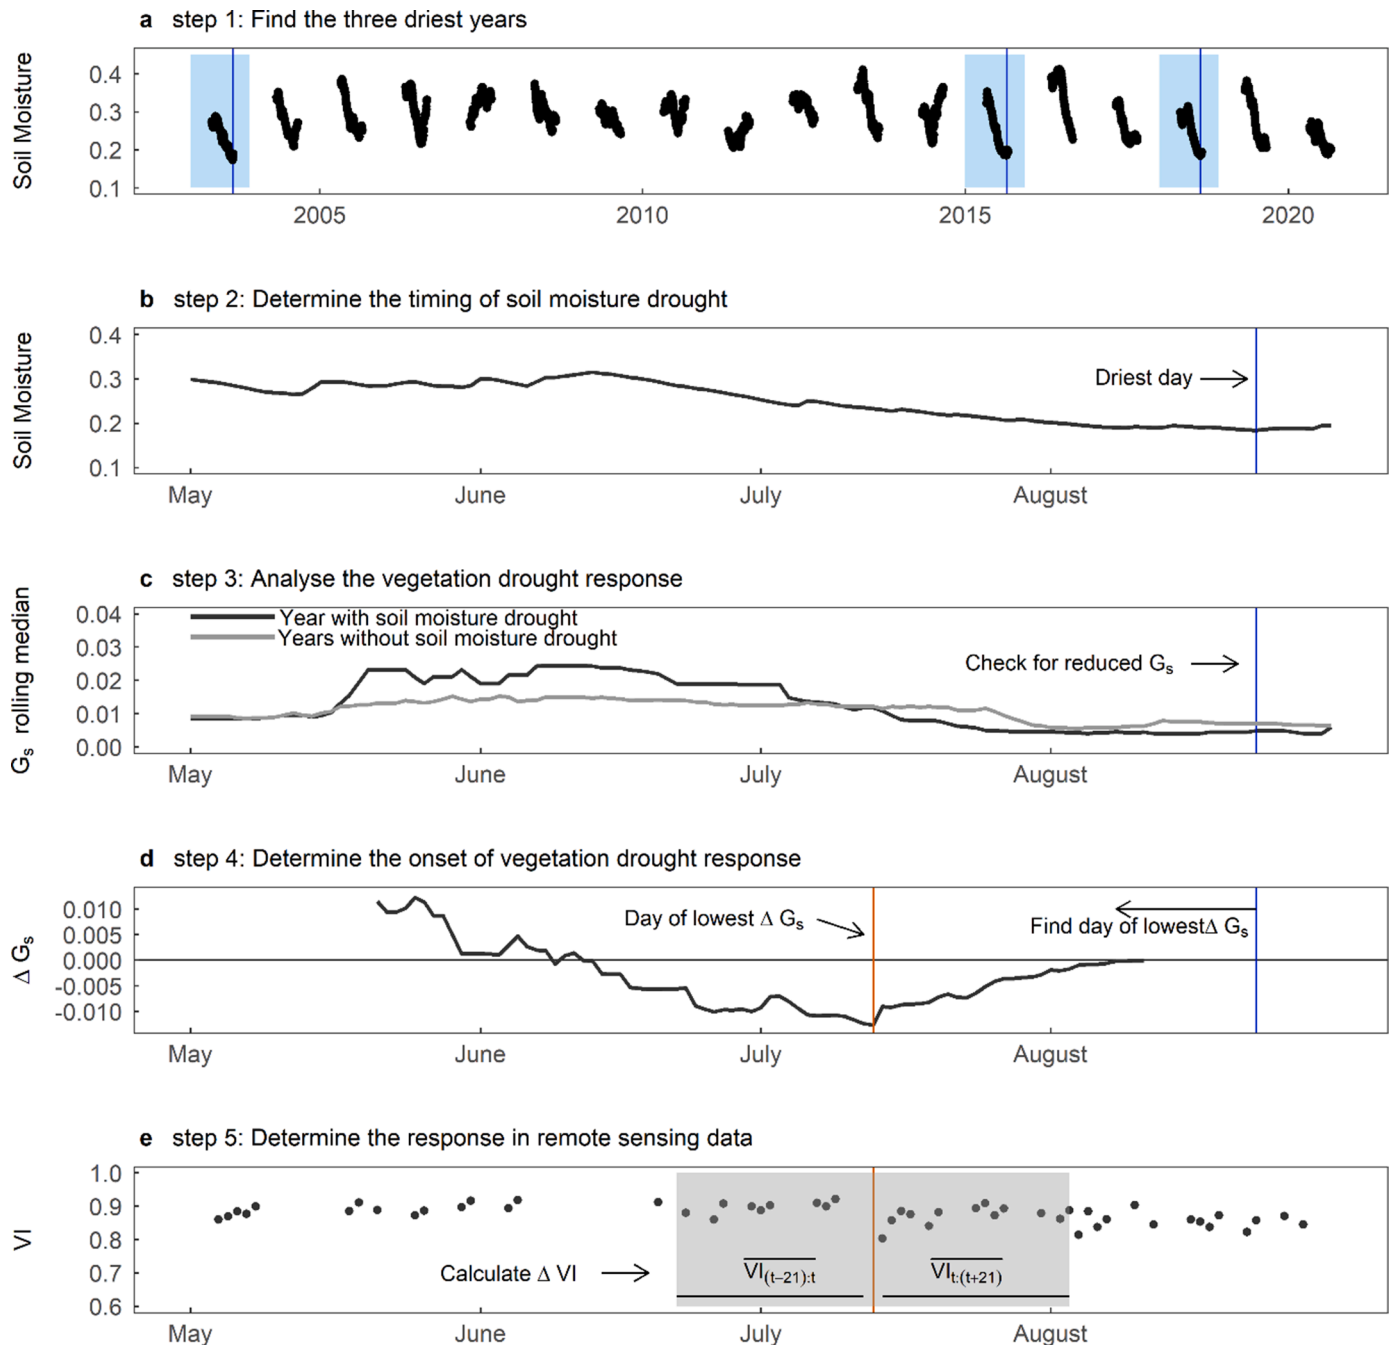 a step 1: Find the three driest years
Soil Moisture
0.4
0.3
0.2
0.1
2005 2010 2015 2020
b step 2: Determine the timing of soil moisture drought
Soil Moisture
0.4
0.3
0.2
0.1
Driest day
May June July August
c step 3: Analyse the vegetation drought response
Gs rolling median
0.04
0.03
0.02
0.01
0.00
Year with soil moisture drought
Years without soil moisture drought
Check for reduced Gs
May June July August
d step 4: Determine the onset of vegetation drought response
Δ Gs
0.010
0.005
0.000
-0.005
-0.010
Day of lowest Δ Gs
Find day of lowestΔ Gs
May June July August
e step 5: Determine the response in remote sensing data
VI
1.0
0.9
0.8
0.7
0.6
Calculate Δ VI
VI(t−21):t
VIt:(t+21)
May June July August